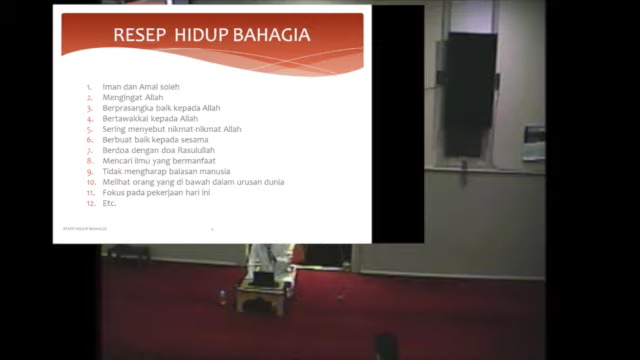 RESEP HIDUP BAHAGIA
1. Iman dan Amal soleh
2. Mengingat Allah
3. Berprasangka baik kepada Allah
4. Bertawakkal kepada Allah
5. Sering menyebut nikmat-nikmat Allah
6. Berbuat baik kepada sesama
7. Berdoa dengan doa Rasulullah
8. Mencari ilmu yang bermanfaat
9. Tidak mengharap balasan manusia
10. Melihat orang yang di bawah dalam urusan dunia
11. Fokus pada pekerjaan hari ini
12. Etc.
RESEP HIDUP BAHAGIA